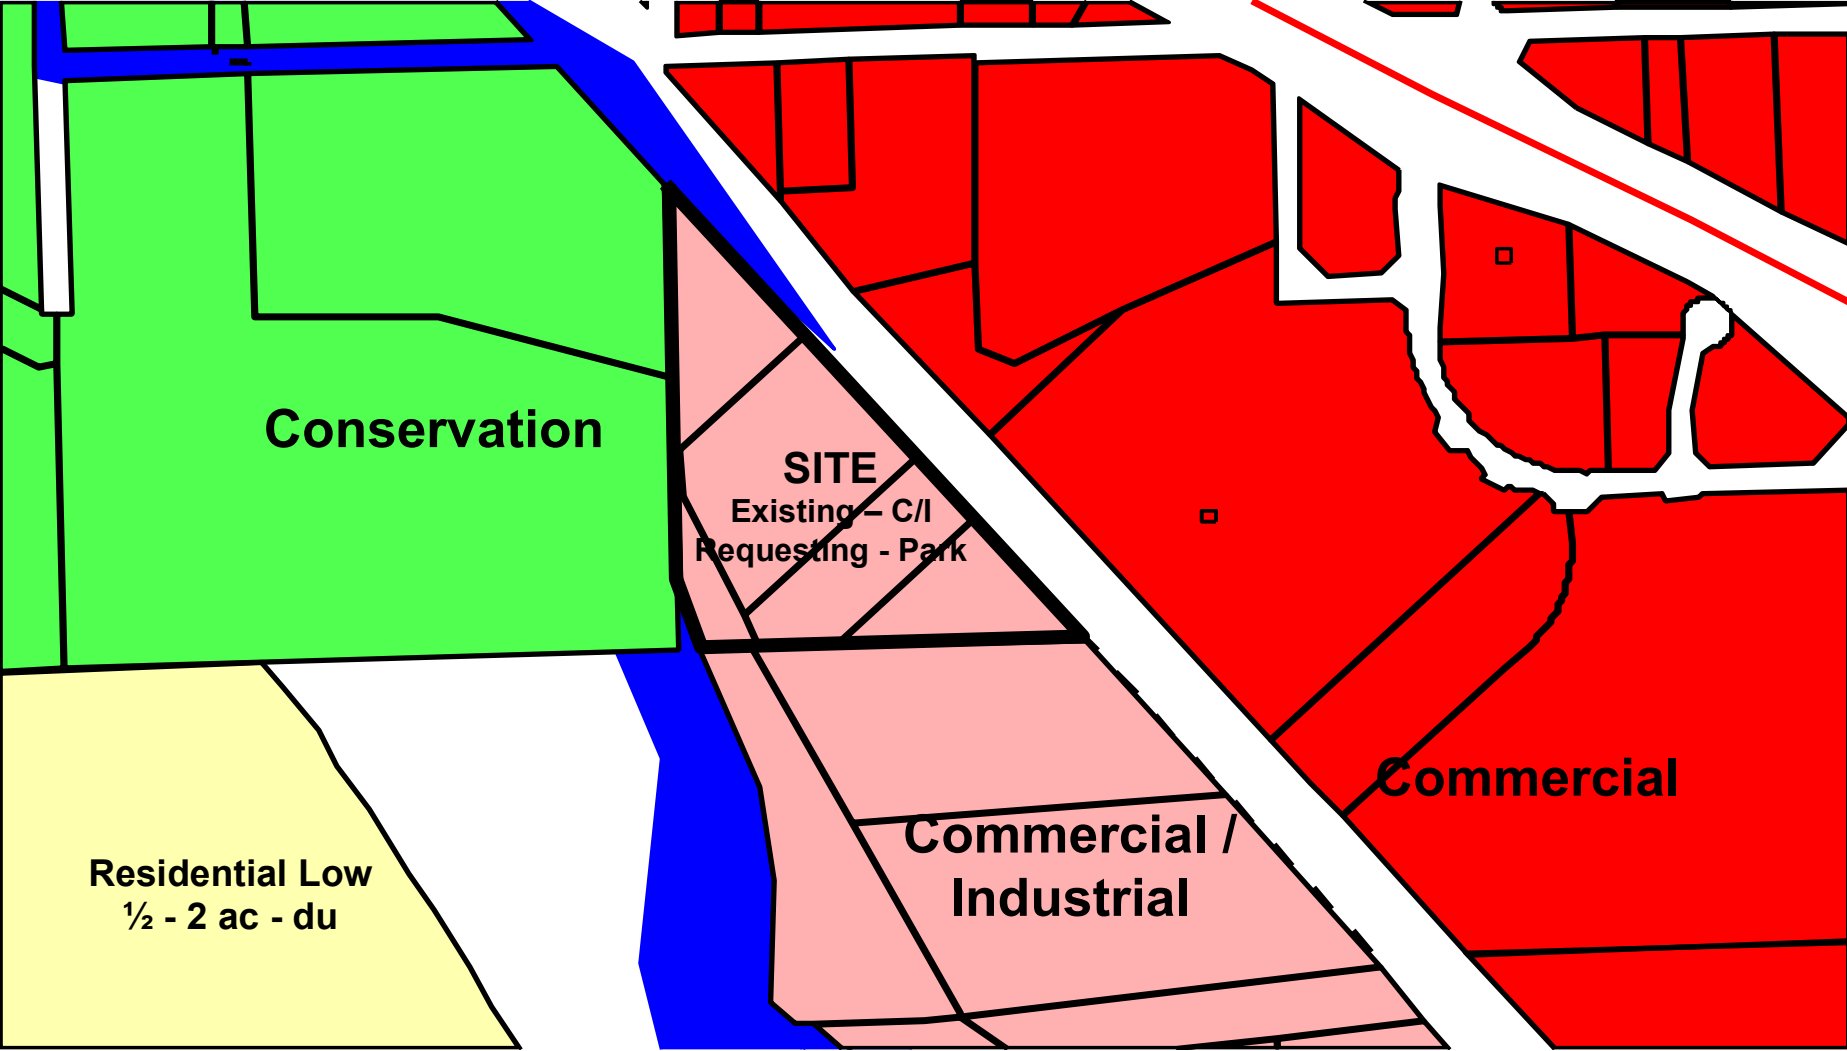 Conservation
SITE
Existing – C/I
Requesting - Park
Commercial
Commercial /
Industrial
Residential Low
½ - 2 ac - du